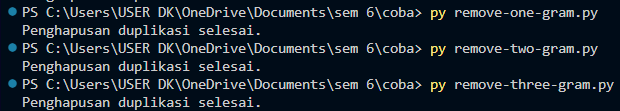 PS C:\Users\USER DK\OneDrive\Documents\sem 6\coba> py remove-one-gram.py
Penghapusan duplikasi selesai.
PS C:\Users\USER DK\OneDrive\Documents\sem 6\coba> py remove-two-gram.py
Penghapusan duplikasi selesai.
PS C:\Users\USER DK\OneDrive\Documents\sem 6\coba> py remove-three-gram.py
Penghapusan duplikasi selesai.